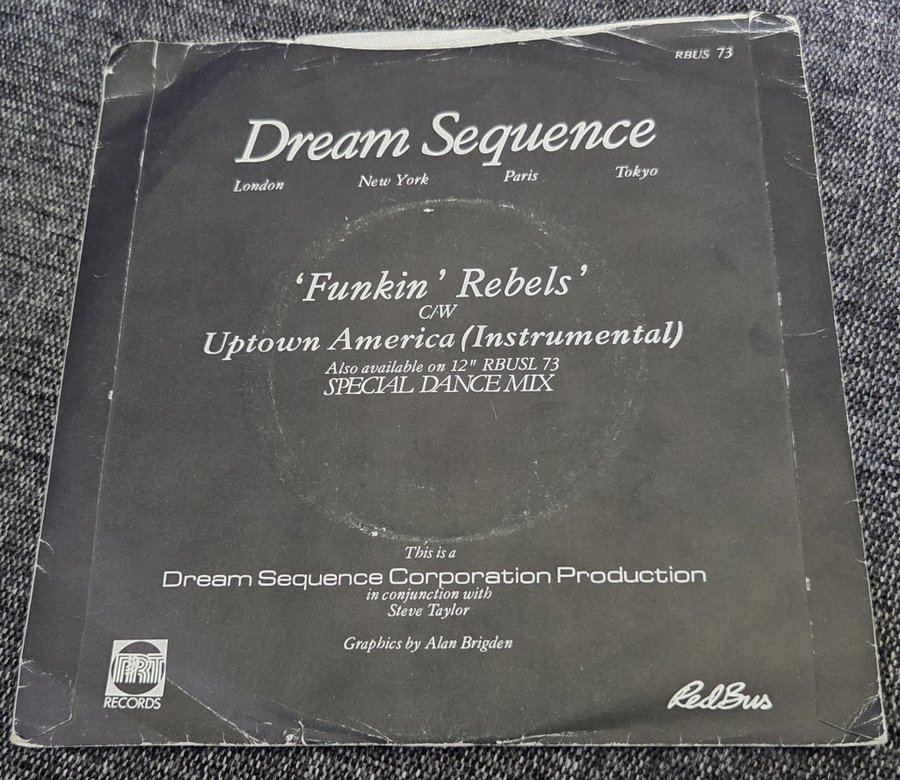 RBUS 73
Dream Sequence
London New York Paris Tokyo
‘Funkin’ Rebels’
C/W
Uptown America (Instrumental)
Also available on 12" RBUSL 73
SPECIAL DANCE MIX
This is a
Dream Sequence Corporation Production
in conjunction with
Steve Taylor
Graphics by Alan Brigden
ART
RECORDS
RedBus